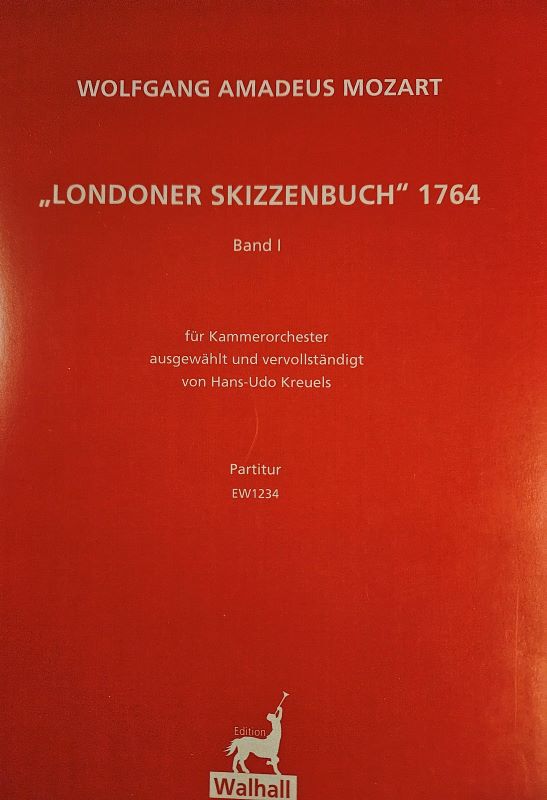 WOLFGANG AMADEUS MOZART
„LONDONER SKIZZENBUCH“ 1764
Band I
für Kammerorchester
ausgewählt und vervollständigt
von Hans-Udo Kreuels
Partitur
EW1234
Edition
Walhall